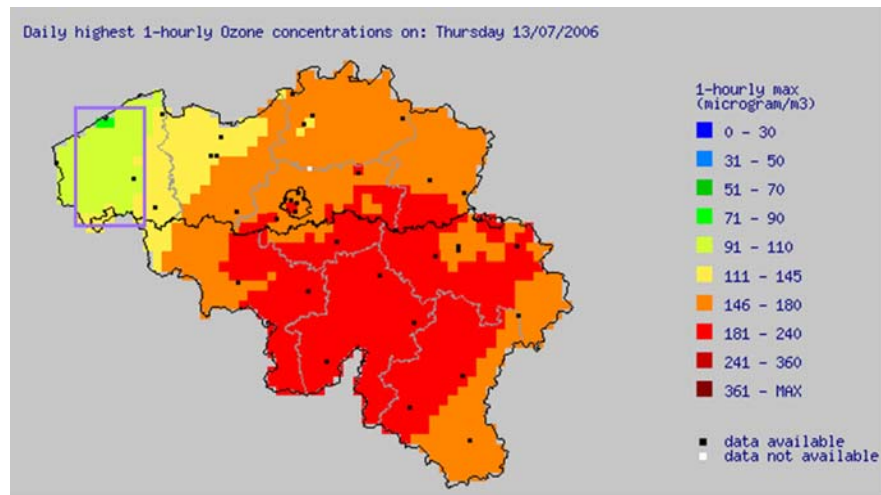 Daily highest 1-hourly Ozone concentrations on: Thursday 13/07/2006
1-hourly max
(microgram/m3)
0 - 30
31 - 50
51 - 70
71 - 90
91 - 110
111 - 145
146 - 180
181 - 240
241 - 360
361 - MAX
data available
data not available